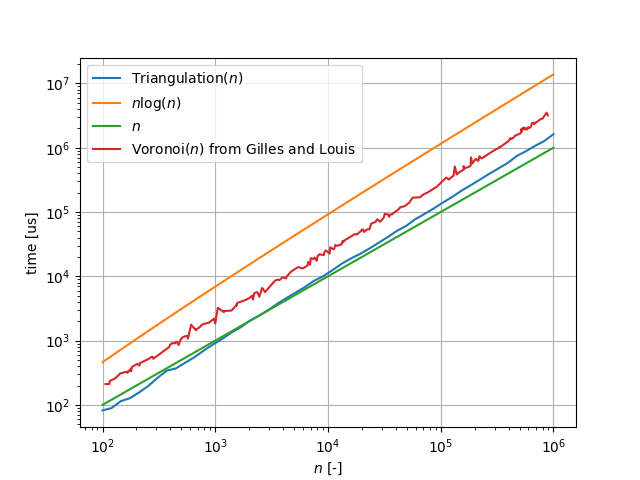 Triangulation(n)
nlog(n)
n
Voronoi(n) from Gilles and Louis
time [us]
10^7
10^6
10^5
10^4
10^3
10^2
10^2 10^3 10^4 10^5 10^6
n [-]